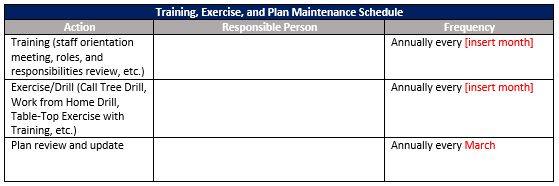 Training, Exercise, and Plan Maintenance Schedule
Action Responsible Person Frequency
Training (staff orientation
meeting, roles, and
responsibilities review, etc.)
Annually every [insert month]
Exercise/Drill (Call Tree Drill,
Work from Home Drill,
Table-Top Exercise with
Training, etc.)
Annually every [insert month]
Plan review and update
Annually every March